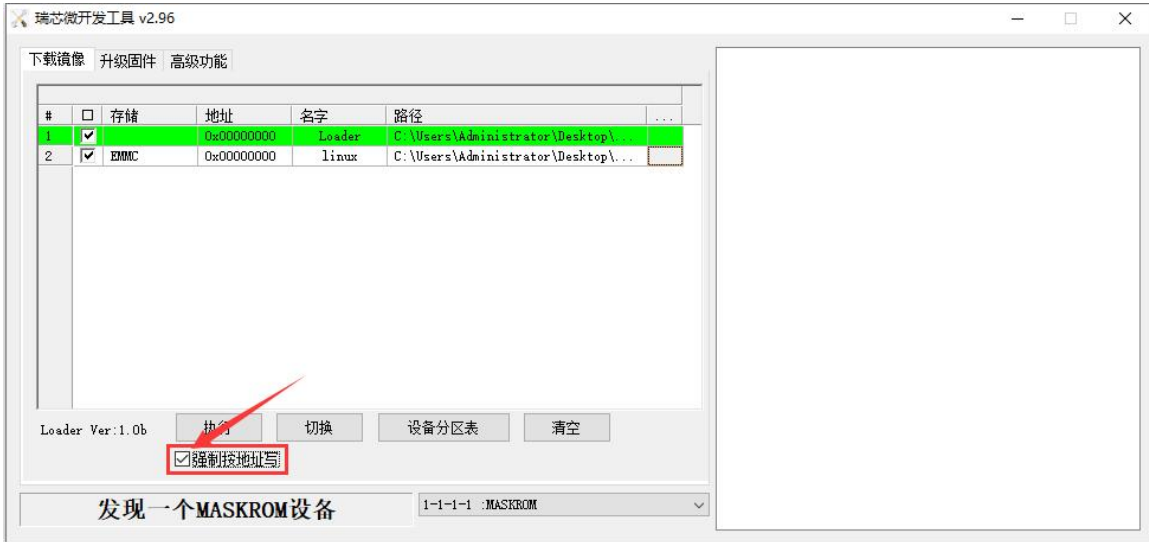 瑞芯微开发工具 v2.96
下载镜像 升级固件 高级功能
# 存储 地址 名字 路径 ...
1 0x00000000 Loader C:\Users\Administrator\Desktop\...
2 EMMC 0x00000000 linux C:\Users\Administrator\Desktop\...
Loader Ver:1.0b 执行 切换 设备分区表 清空
强制按地址写
发现一个MASKROM设备 1-1-1-1 :MASKROM